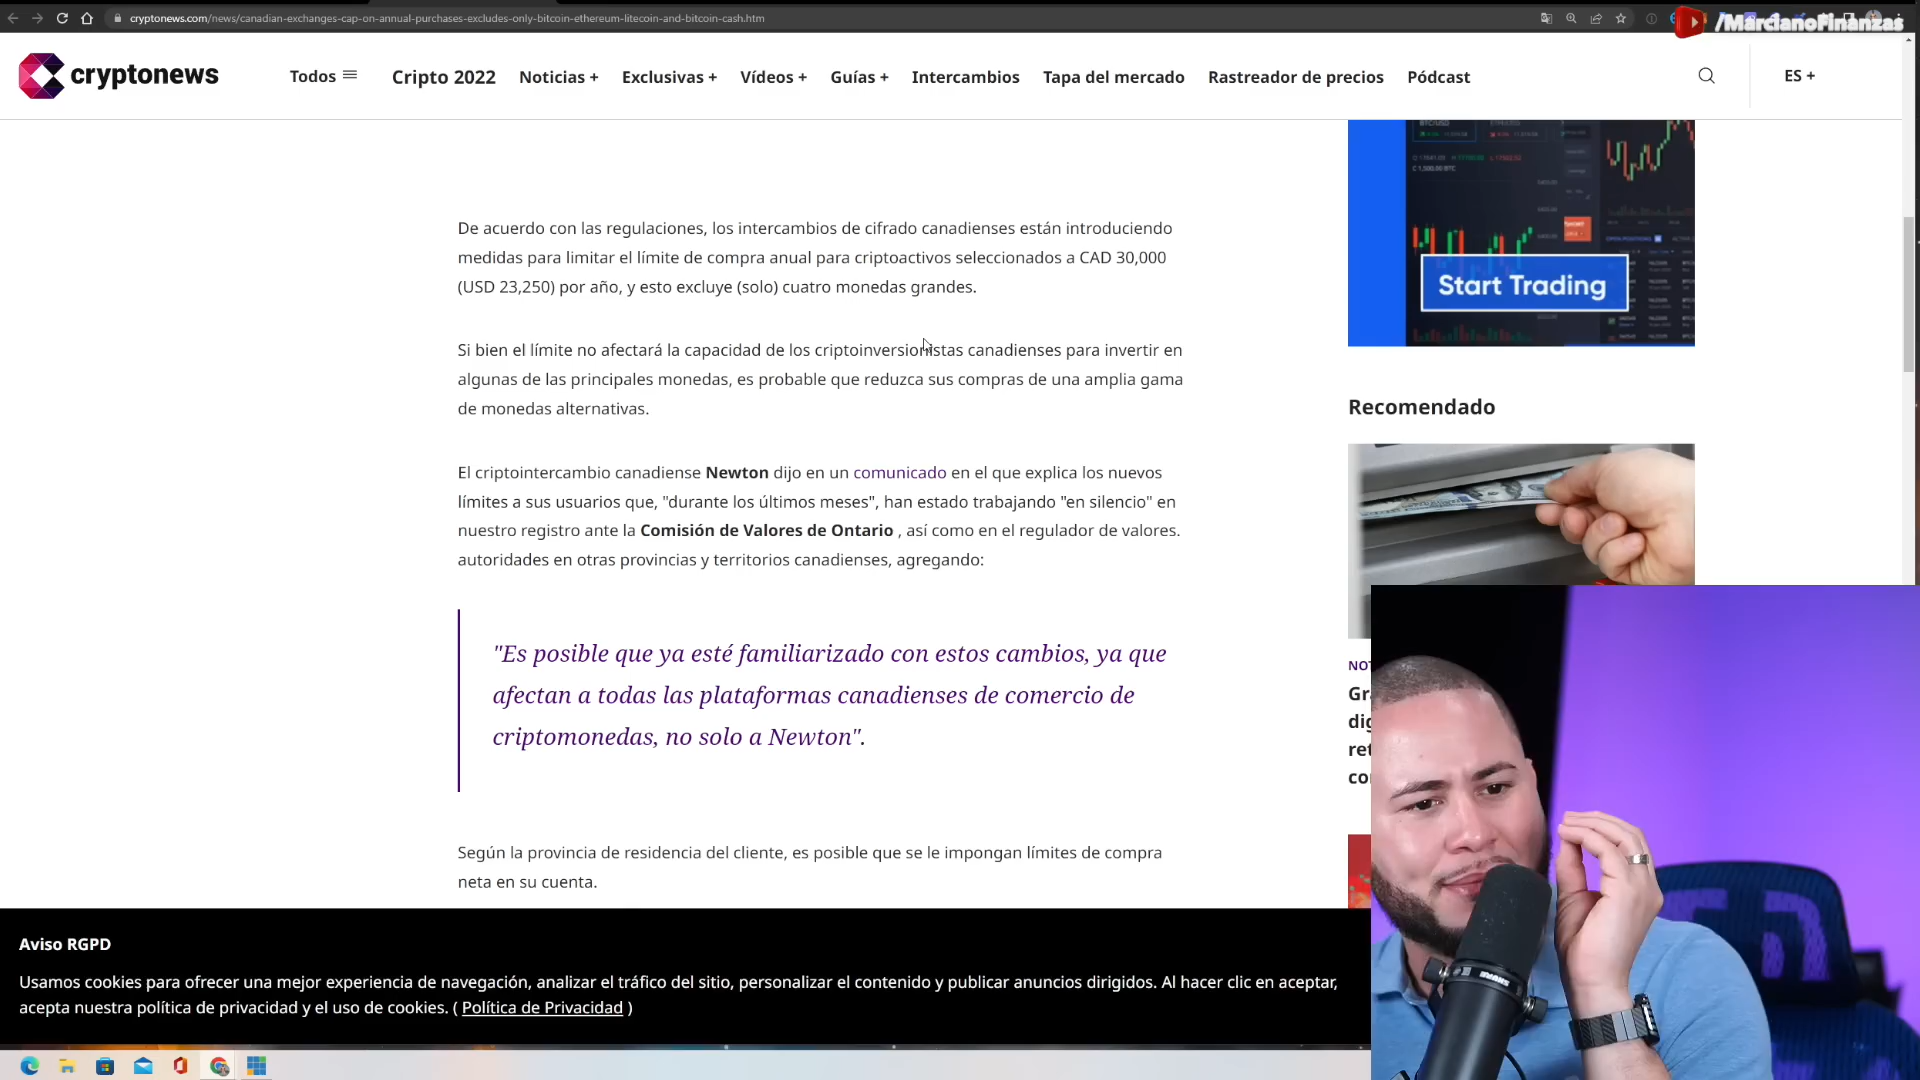 cryptonews.com/news/canadian-exchanges-cap-on-annual-purchases-excludes-only-bitcoin-ethereum-litecoin-and-bitcoin-cash.htm
/MarcianoFinanzas
cryptonews
Todos
Cripto 2022
Noticias +
Exclusivas +
Vídeos +
Guías +
Intercambios
Tapa del mercado
Rastreador de precios
Pódcast
ES +
De acuerdo con las regulaciones, los intercambios de cifrado canadienses están introduciendo
medidas para limitar el límite de compra anual para criptoactivos seleccionados a CAD 30,000
(USD 23,250) por año, y esto excluye (solo) cuatro monedas grandes.
Si bien el límite no afectará la capacidad de los criptoinversionistas canadienses para invertir en
algunas de las principales monedas, es probable que reduzca sus compras de una amplia gama
de monedas alternativas.
El criptointercambio canadiense Newton dijo en un comunicado en el que explica los nuevos
límites a sus usuarios que, "durante los últimos meses", han estado trabajando "en silencio" en
nuestro registro ante la Comisión de Valores de Ontario , así como en el regulador de valores.
autoridades en otras provincias y territorios canadienses, agregando:
"Es posible que ya esté familiarizado con estos cambios, ya que
afectan a todas las plataformas canadienses de comercio de
criptomonedas, no solo a Newton".
Según la provincia de residencia del cliente, es posible que se le impongan límites de compra
neta en su cuenta.
Start Trading
Recomendado
Aviso RGPD
Usamos cookies para ofrecer una mejor experiencia de navegación, analizar el tráfico del sitio, personalizar el contenido y publicar anuncios dirigidos. Al hacer clic en aceptar,
acepta nuestra política de privacidad y el uso de cookies. ( Política de Privacidad )
SHURE